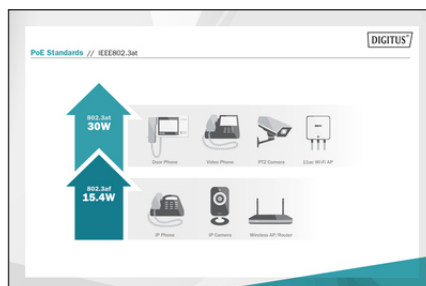 DIGITUS®
PoE Standards // IEEE802.3at
802.3at
30W
Door Phone Video Phone PTZ Camera 11ac Wi-Fi AP
802.3af
15.4W
IP Phone IP Camera Wireless AP/Router